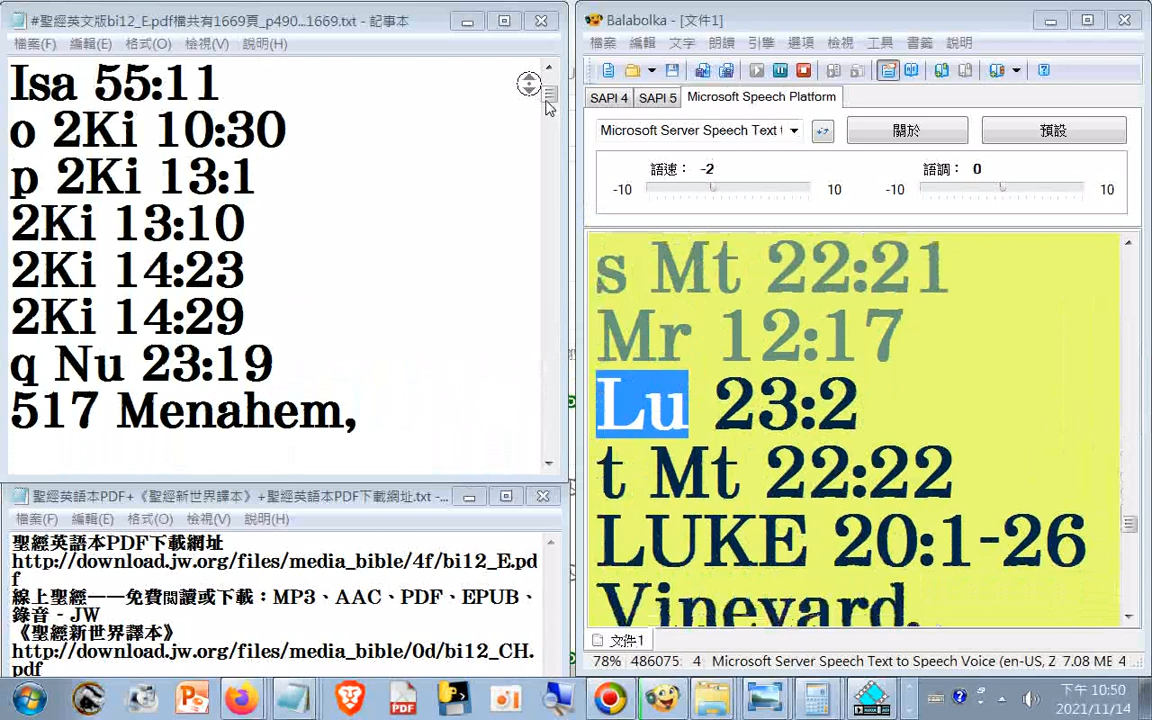 #聖經英文版bi12_E.pdf檔共有1669頁_p490...1669.txt - 記事本
檔案(F) 編輯(E) 格式(O) 檢視(V) 說明(H)
Isa 55:11
o 2Ki 10:30
p 2Ki 13:1
2Ki 13:10
2Ki 14:23
2Ki 14:29
q Nu 23:19
517 Menahem,
聖經英語本PDF+《聖經新世界譯本》+聖經英語本PDF下載網址.txt -...
檔案(F) 編輯(E) 格式(O) 檢視(V) 說明(H)
聖經英語本PDF下載網址
http://download.jw.org/files/media_bible/4f/bi12_E.pd
f
線上聖經——免費閱讀或下載：MP3、AAC、PDF、EPUB、
錄音 - JW
《聖經新世界譯本》
http://download.jw.org/files/media_bible/0d/bi12_CH.
pdf
Balabolka - [文件1]
檔案 編輯 文字 朗讀 引擎 選項 檢視 工具 書籤 說明
SAPI 4 SAPI 5 Microsoft Speech Platform
Microsoft Server Speech Text t 關於 預設
語速： -2 語調： 0
-10 10 -10 10
s Mt 22:21
Mr 12:17
Lu 23:2
t Mt 22:22
LUKE 20:1-26
Vineyard.
文件1
78% 486075: 4 Microsoft Server Speech Text to Speech Voice (en-US, Z 7.08 ME 4
下午 10:50
2021/11/14